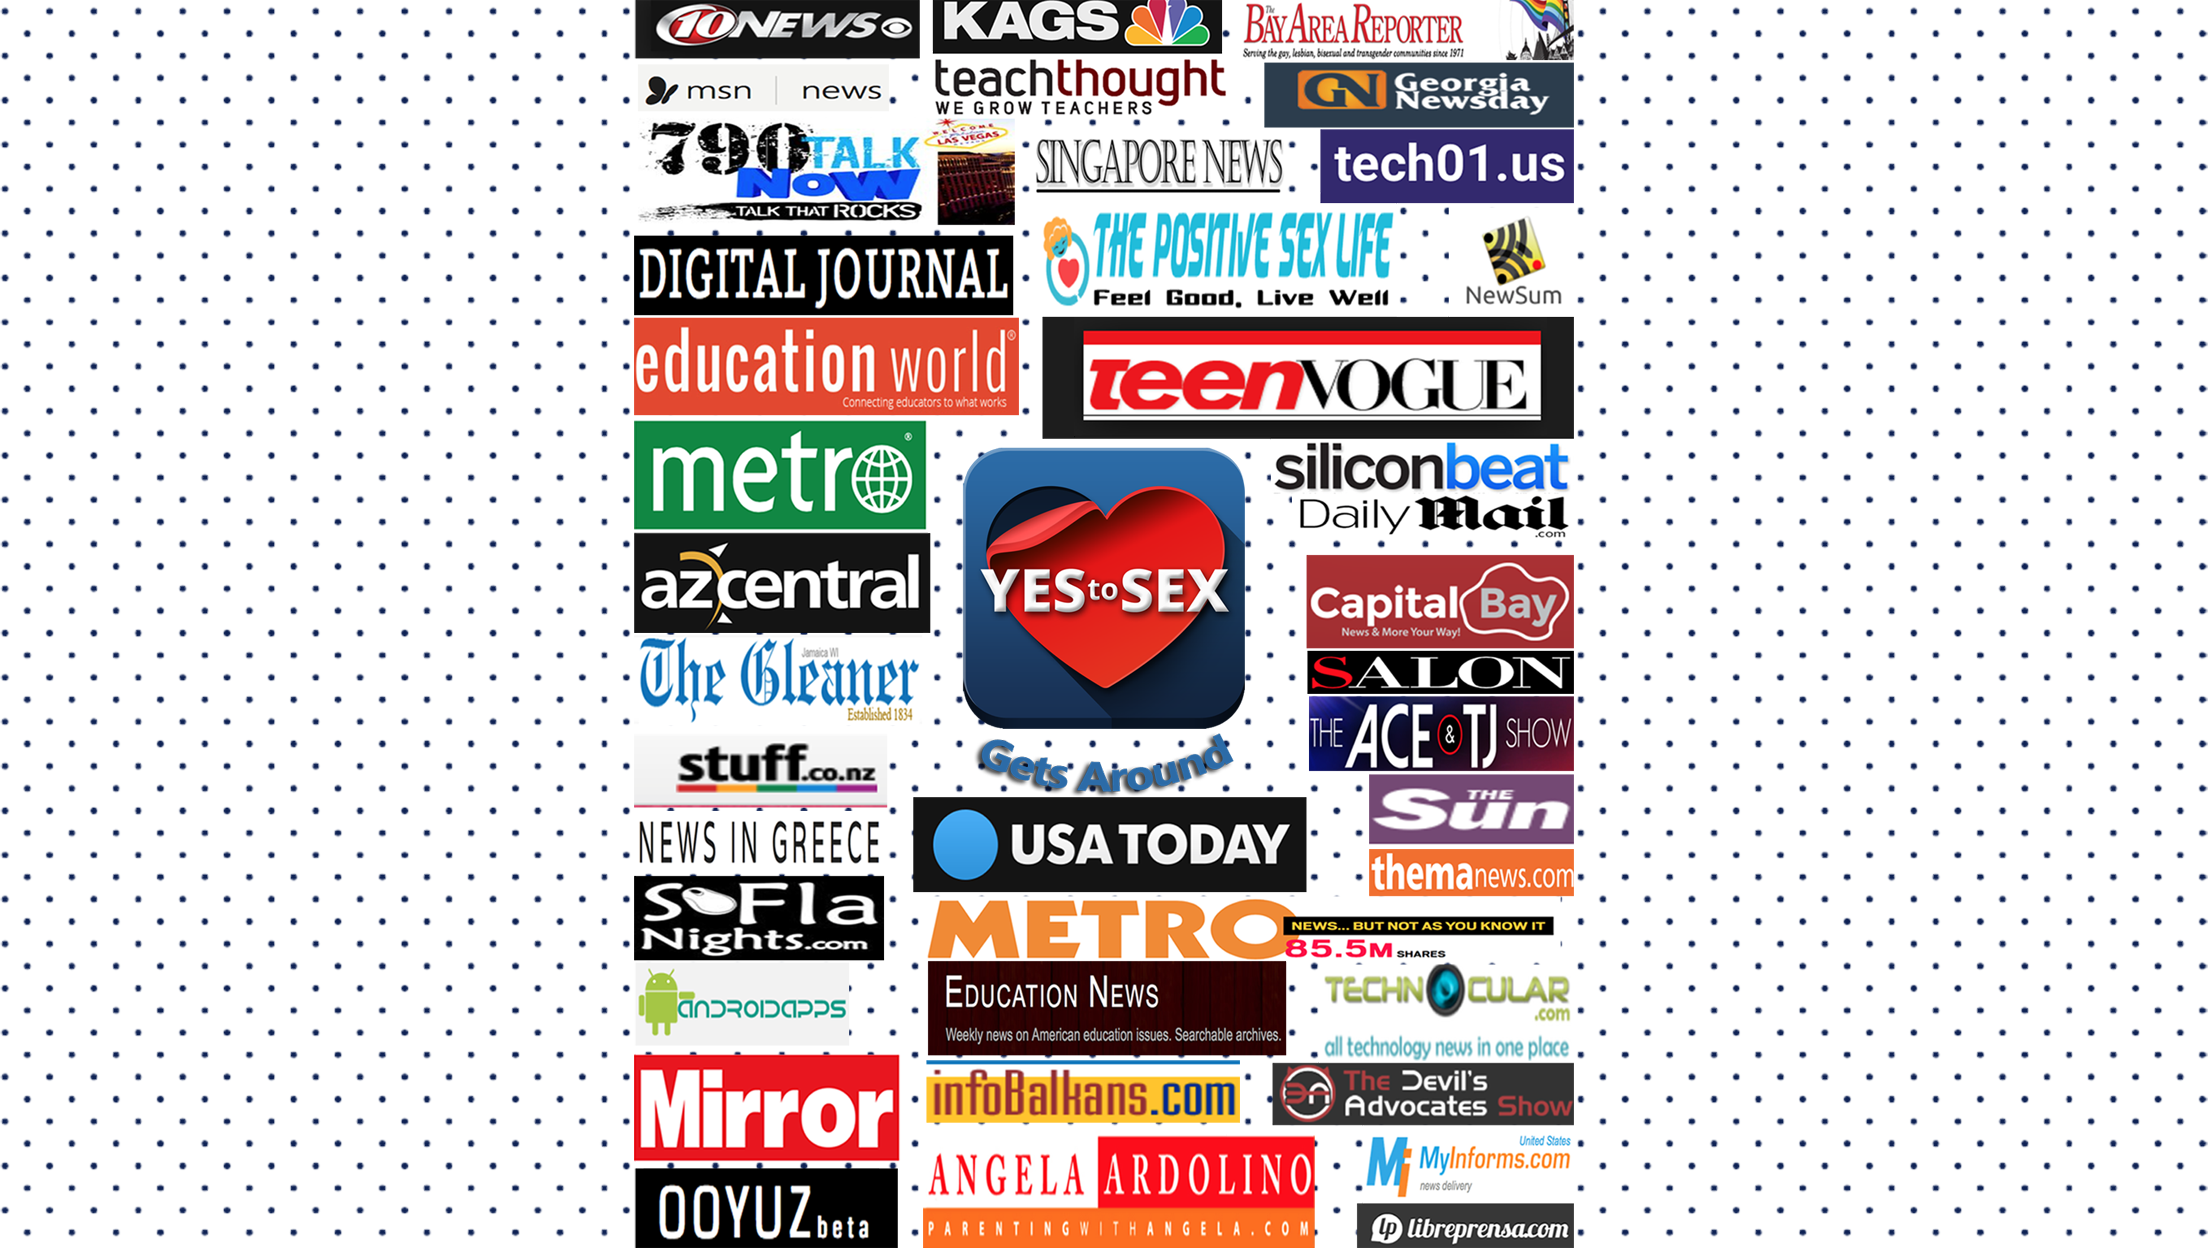 10NEWS
KAGS
The
BAY AREA REPORTER
Serving the gay, lesbian, bisexual and transgender communities since 1971
msn | news
teachthought
WE GROW TEACHERS
GN Georgia
Newsday
790 TALK
NOW
TALK THAT ROCKS
WELCOME
LAS VEGAS
SINGAPORE NEWS
tech01.us
THE POSITIVE SEX LIFE
Feel Good, Live Well
NewSum
DIGITAL JOURNAL
education world®
Connecting educators to what works
teenVOGUE
metro®
siliconbeat
Daily Mail
.com
YES to SEX
Gets Around
azcentral
Capital Bay
News & More Your Way!
The Gleaner
Jamaica WI
Established 1834
SALON
THE ACE & TJ SHOW
stuff.co.nz
THE
Sun
USA TODAY
NEWS IN GREECE
themanews.com
SoFla
Nights.com
METRO
NEWS... BUT NOT AS YOU KNOW IT
85.5M SHARES
ANDROIDAPPS
EDUCATION NEWS
Weekly news on American education issues. Searchable archives.
TECHNOCULAR
.com
all technology news in one place
Mirror
infoBalkans.com
DA The Devil's
Advocates Show
ANGELA ARDOLINO
PARENTINGWITHANGELA.COM
United States
Mi MyInforms.com
news delivery
OOYUZ beta
lp libreprensa.com